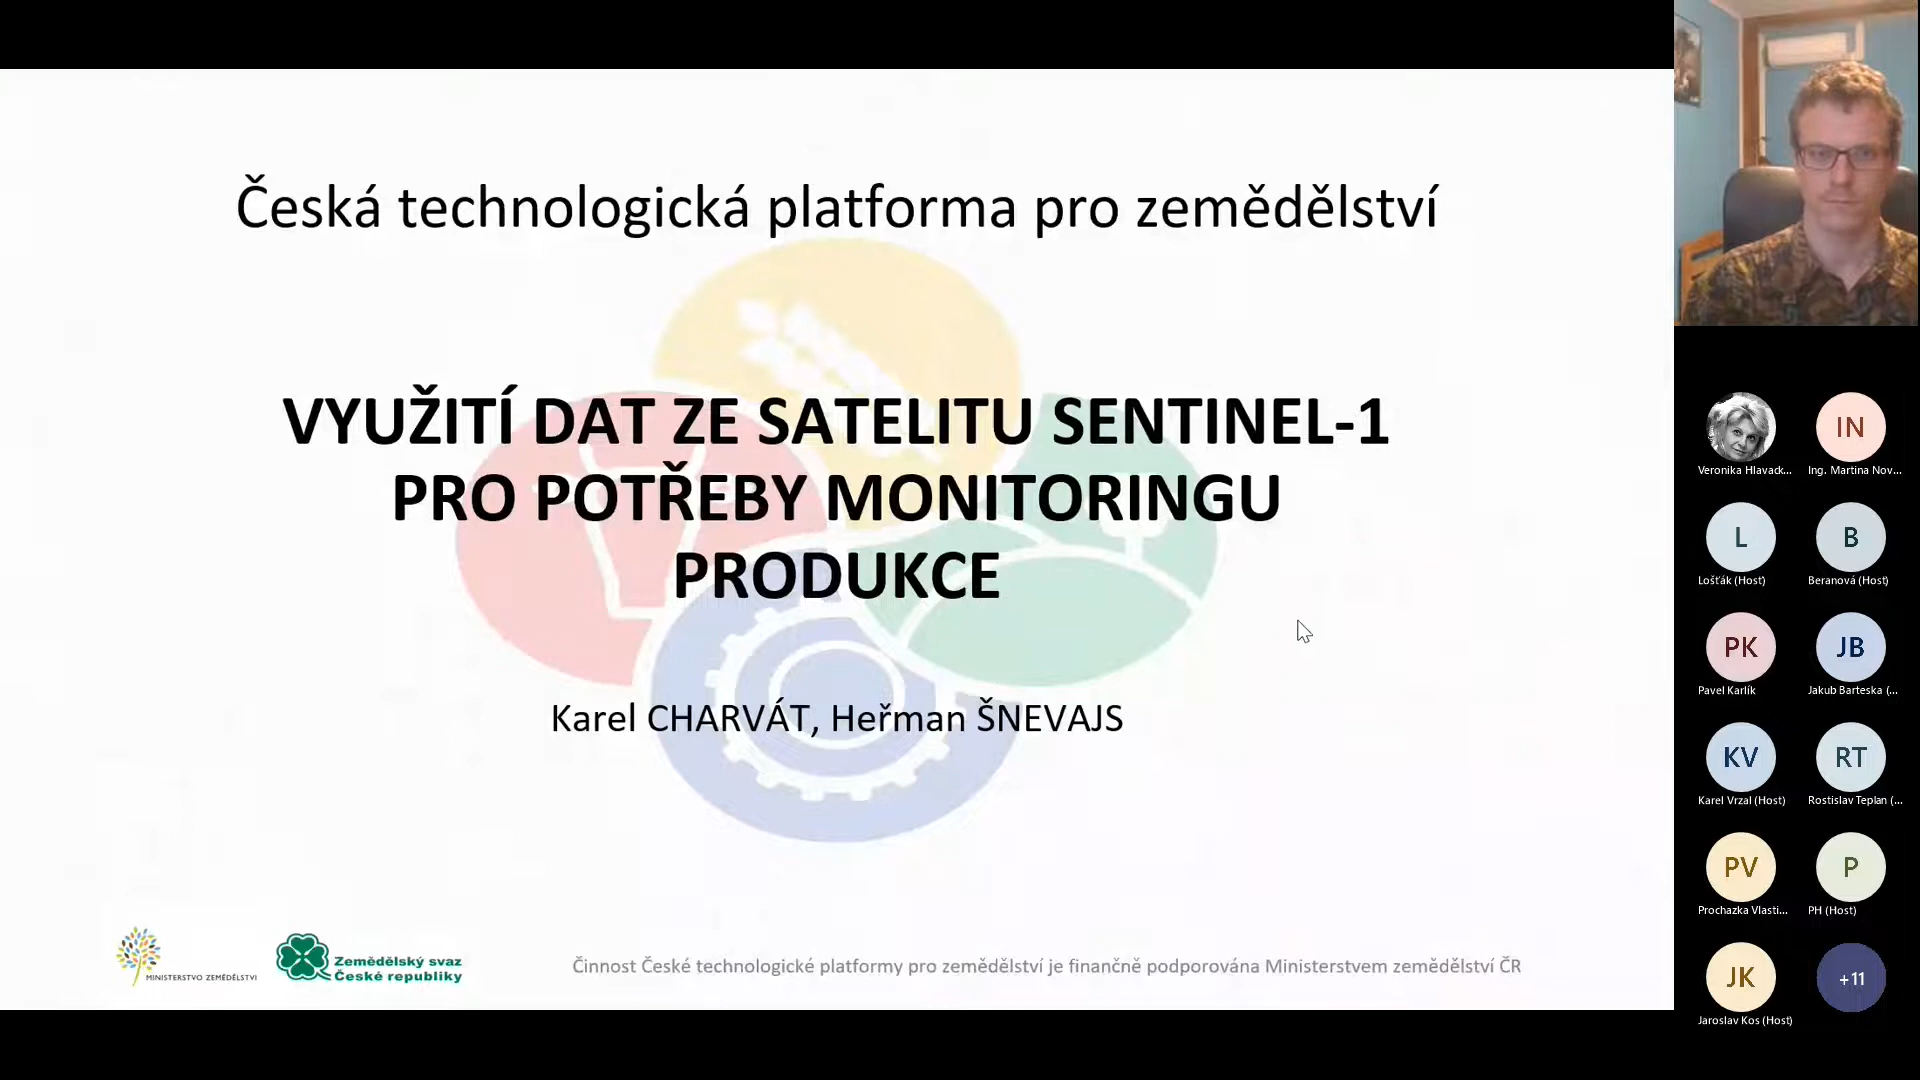 Česká technologická platforma pro zemědělství
VYUŽITÍ DAT ZE SATELITU SENTINEL-1
PRO POTŘEBY MONITORINGU
PRODUKCE
Karel CHARVÁT, Heřman ŠNEVAJS
MINISTERSTVO ZEMĚDĚLSTVÍ
Zemědělský svaz
České republiky
Činnost České technologické platformy pro zemědělství je finančně podporována Ministerstvem zemědělství ČR
IN
Veronika Hlavack...
Ing. Martina Nov...
L
B
Lošťák (Host)
Beranová (Host)
PK
JB
Pavel Karlík
Jakub Barteska (...
KV
RT
Karel Vrzal (Host)
Rostislav Teplan (...
PV
P
Prochazka Vlasti...
PH (Host)
JK
+11
Jaroslav Kos (Host)